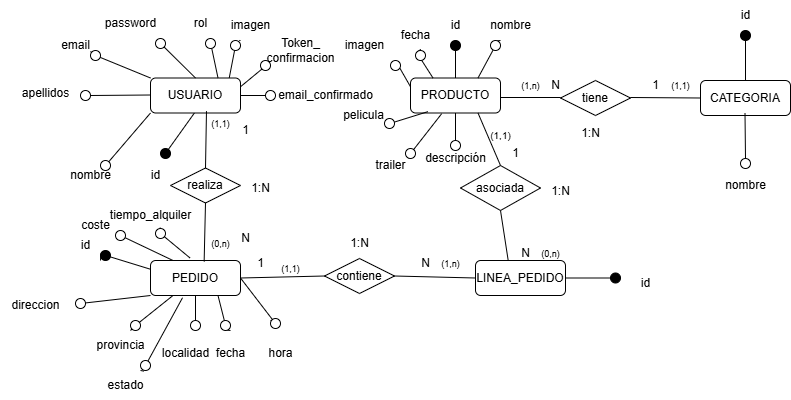 id
password
rol
imagen
id
nombre
fecha
email
Token_
confirmacion
imagen
apellidos
USUARIO
email_confirmado
PRODUCTO
(1,n)
N
tiene
1
(1,1)
CATEGORIA
pelicula
(1,1)
1
1:N
(1,1)
1
nombre
id
trailer
descripción
realiza
1:N
asociada
1:N
nombre
tiempo_alquiler
coste
id
(0,n)
N
1:N
N
(0,n)
1
(1,1)
N
(1,n)
PEDIDO
contiene
LINEA_PEDIDO
id
direccion
provincia
localidad
fecha
hora
estado